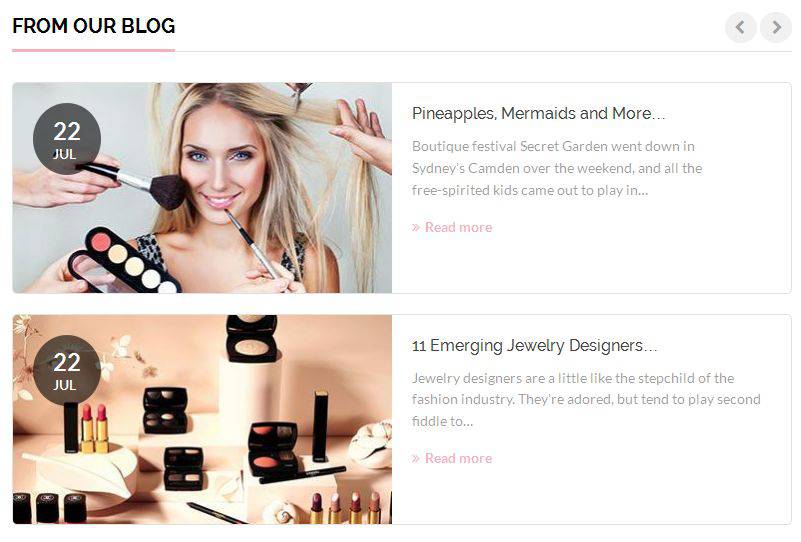 FROM OUR BLOG
22
JUL
Pineapples, Mermaids and More...
Boutique festival Secret Garden went down in
Sydney's Camden over the weekend, and all the
free-spirited kids came out to play in...
» Read more
22
JUL
11 Emerging Jewelry Designers...
Jewelry designers are a little like the stepchild of the
fashion industry. They're adored, but tend to play second
fiddle to...
» Read more